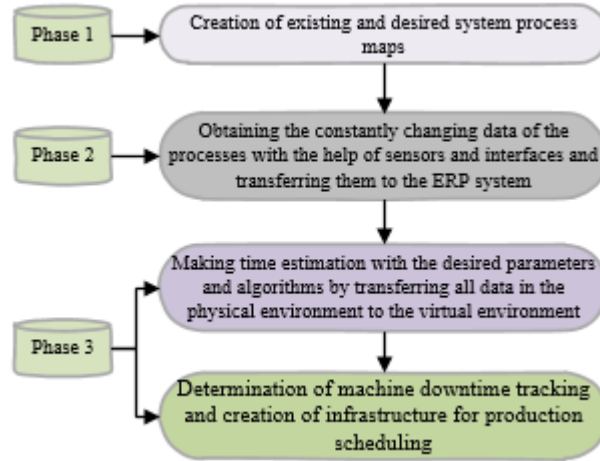 Phase 1
Creation of existing and desired system process
maps
Phase 2
Obtaining the constantly changing data of the
processes with the help of sensors and interfaces and
transferring them to the ERP system
Phase 3
Making time estimation with the desired parameters
and algorithms by transferring all data in the
physical environment to the virtual environment
Determination of machine downtime tracking
and creation of infrastructure for production
scheduling